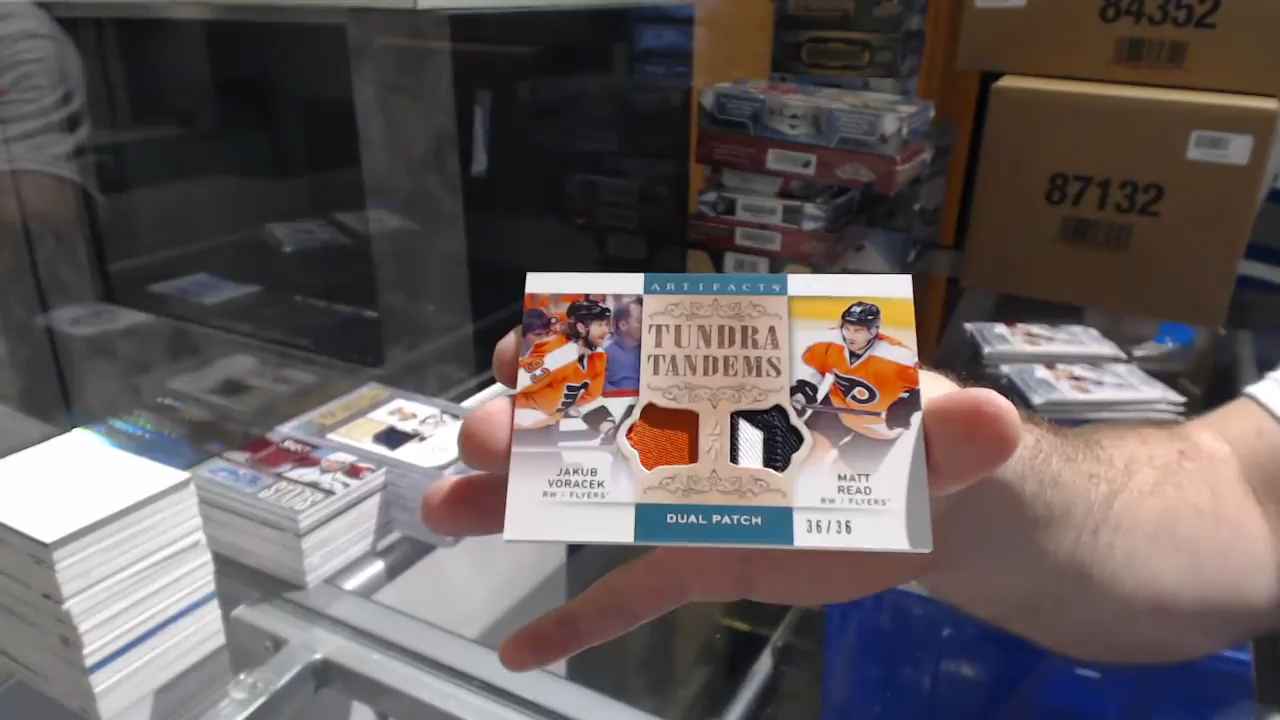 84352
87132
ARTIFACTS
TUNDRA
TANDEMS
JAKUB
VORACEK
RW / FLYERS
MATT
READ
RW / FLYERS
DUAL PATCH
36/36